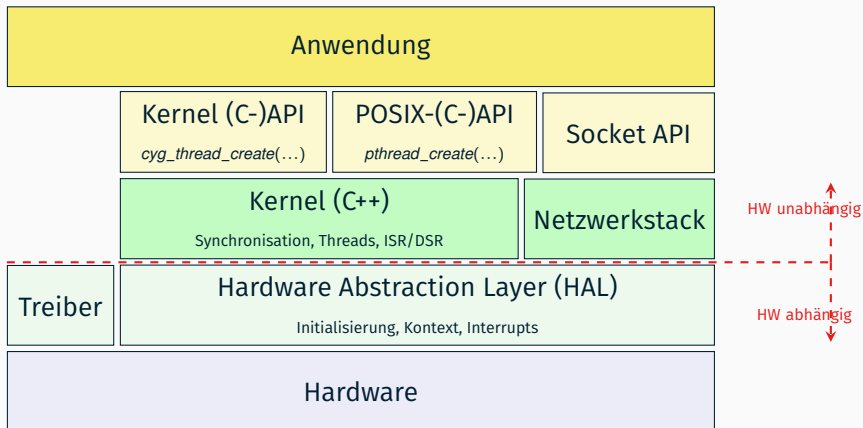 Anwendung
Kernel (C-)API
cyg_thread_create(...)
POSIX-(C-)API
pthread_create(...)
Socket API
Kernel (C++)
Synchronisation, Threads, ISR/DSR
Netzwerkstack
HW unabhängig
Treiber
Hardware Abstraction Layer (HAL)
Initialisierung, Kontext, Interrupts
HW abhängig
Hardware